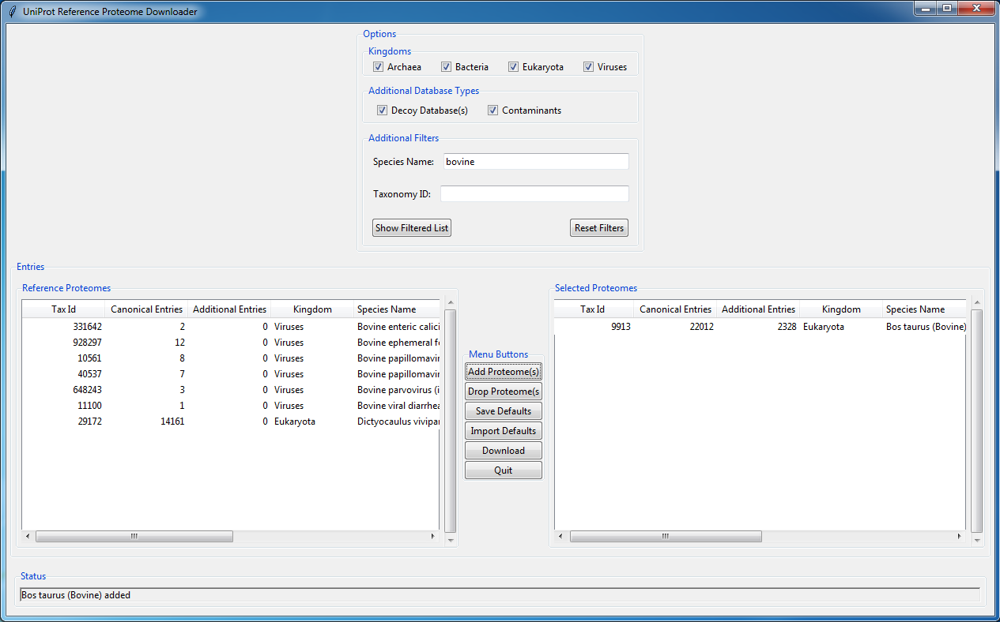 UniProt Reference Proteome Downloader
Options
Kingdoms
Archaea Bacteria Eukaryota Viruses
Additional Database Types
Decoy Database(s) Contaminants
Additional Filters
Species Name: bovine
Taxonomy ID:
Show Filtered List Reset Filters
Entries
Reference Proteomes
Tax Id Canonical Entries Additional Entries Kingdom Species Name
331642 2 0 Viruses Bovine enteric calici
928297 12 0 Viruses Bovine ephemeral fe
10561 8 0 Viruses Bovine papillomavir
40537 7 0 Viruses Bovine papillomavir
648243 3 0 Viruses Bovine parvovirus (i
11100 1 0 Viruses Bovine viral diarrhea
29172 14161 0 Eukaryota Dictyocaulus vivipar
Menu Buttons
Add Proteome(s)
Drop Proteome(s
Save Defaults
Import Defaults
Download
Quit
Selected Proteomes
Tax Id Canonical Entries Additional Entries Kingdom Species Name
9913 22012 2328 Eukaryota Bos taurus (Bovine)
Status
Bos taurus (Bovine) added